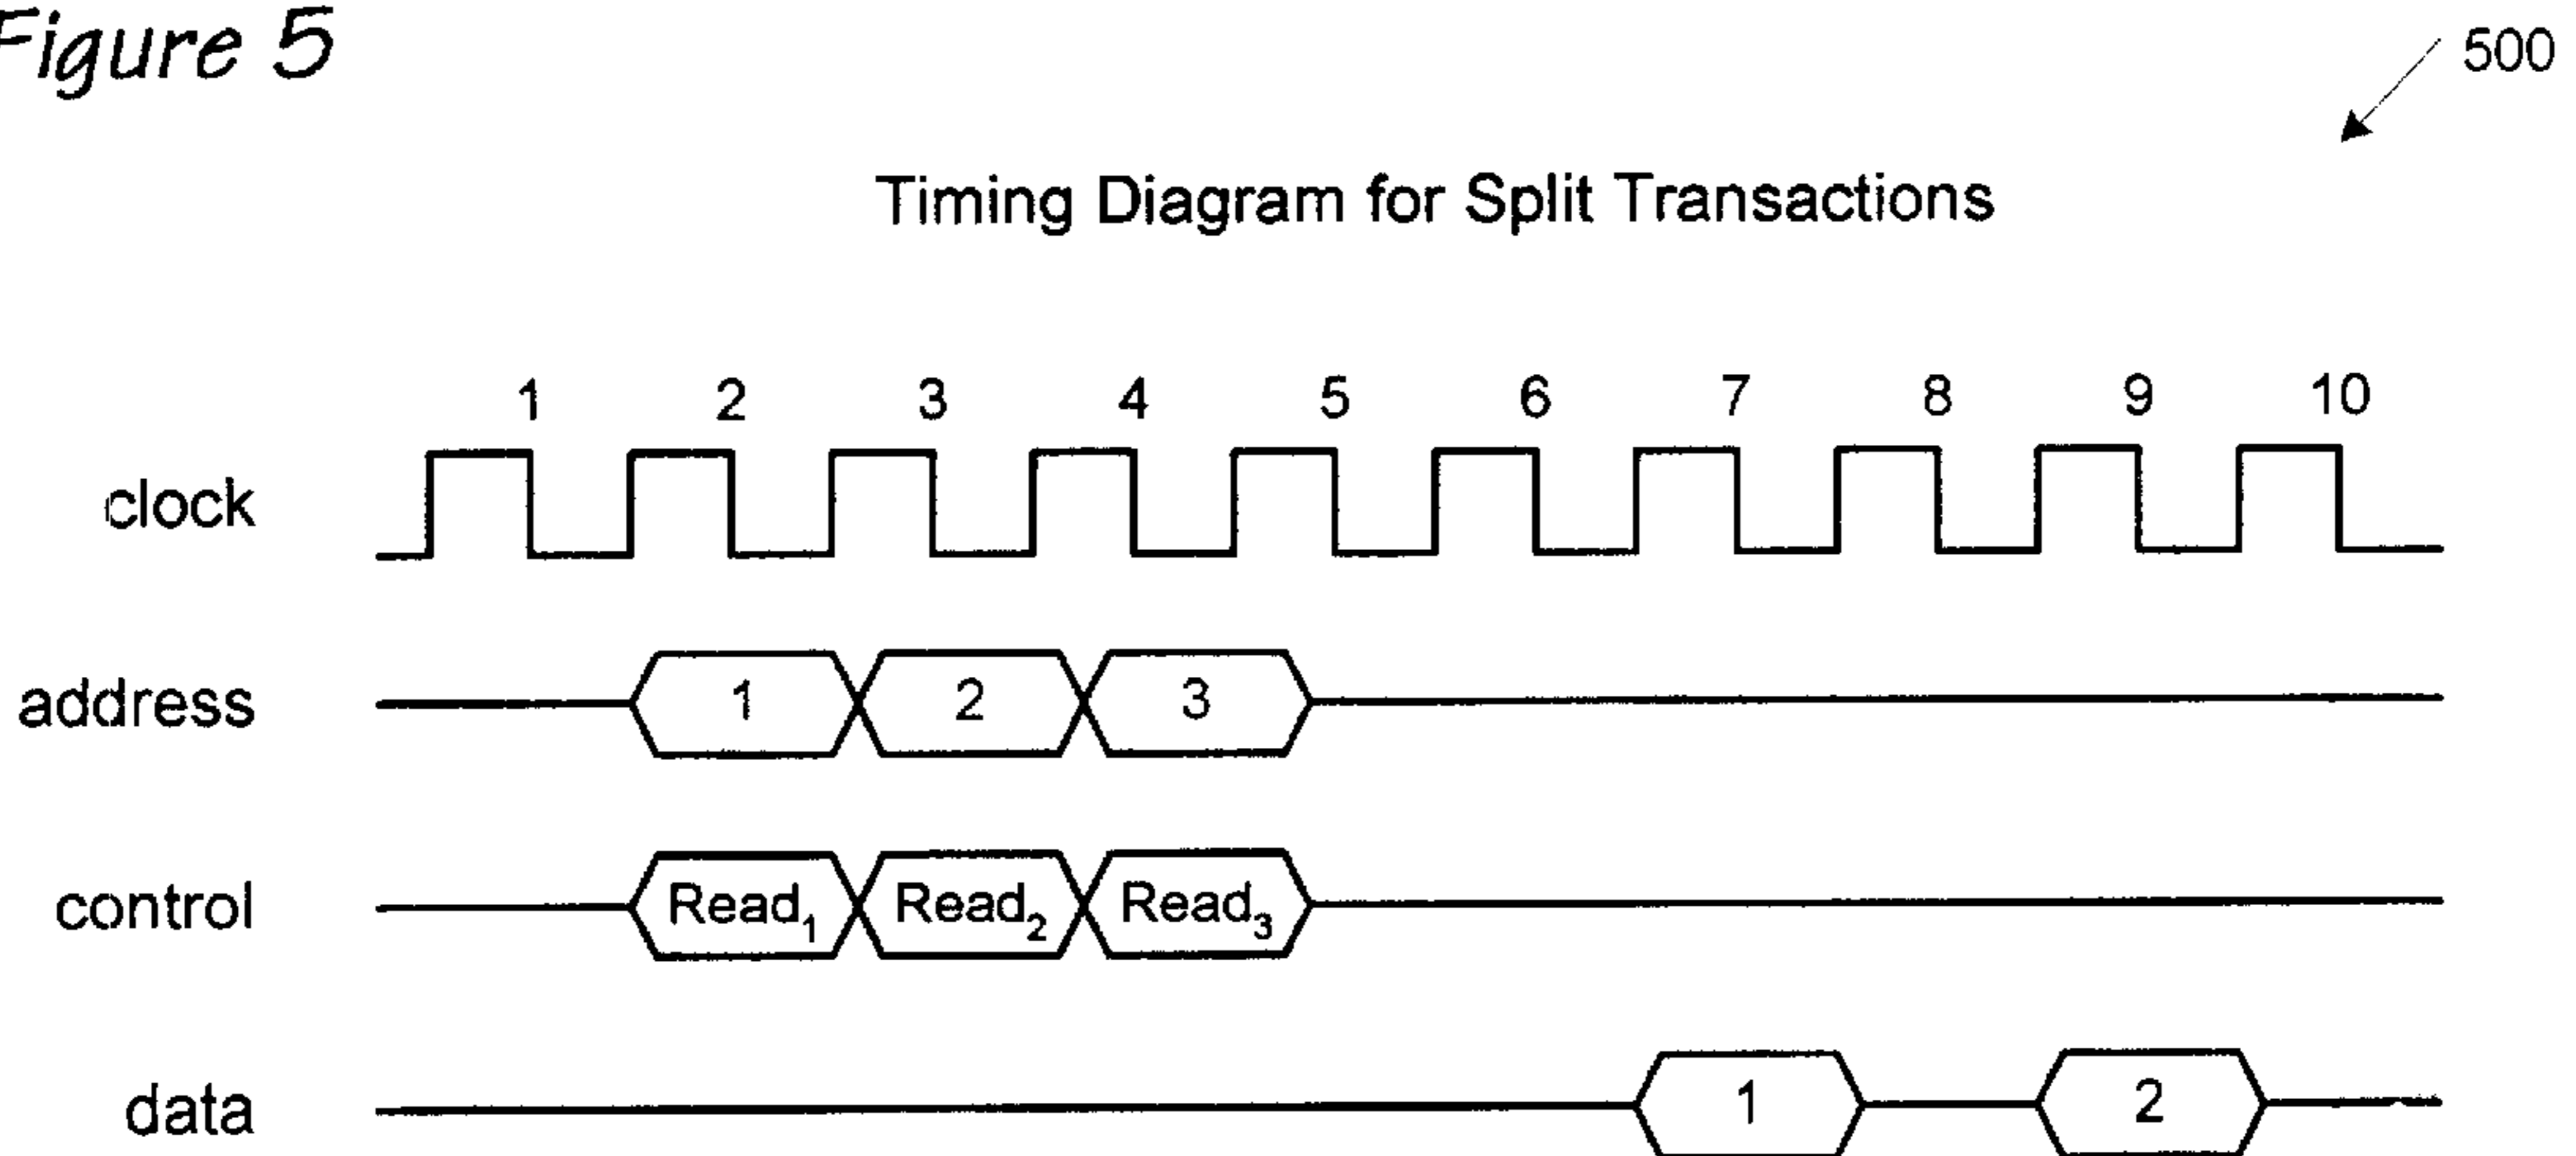 Figure 5
500
Timing Diagram for Split Transactions
1 2 3 4 5 6 7 8 9 10
clock
address 1 2 3
control Read₁ Read₂ Read₃
data 1 2